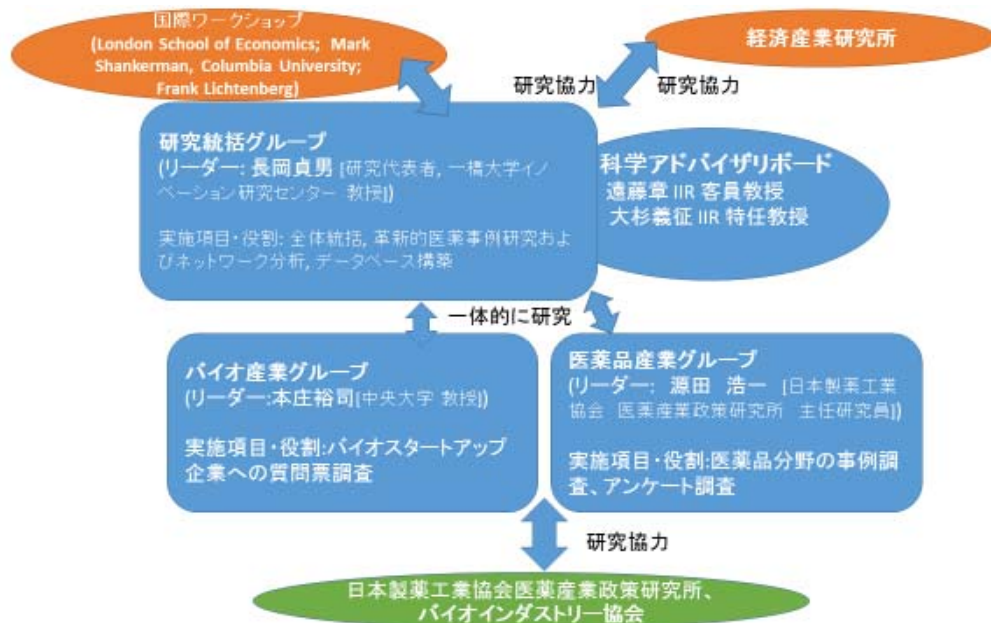 国際ワークショップ
(London School of Economics; Mark
Shankerman, Columbia University;
Frank Lichtenberg)
経済産業研究所
研究協力
研究協力
研究統括グループ
(リーダー: 長岡貞男 [研究代表者, 一橋大学イノ
ベーション研究センター 教授])
実施項目・役割: 全体統括, 革新的医薬事例研究およ
びネットワーク分析, データベース構築
科学アドバイザリボード
遠藤章 IIR 客員教授
大杉義征 IIR 特任教授
一体的に研究
バイオ産業グループ
(リーダー:本庄裕司[中央大学 教授])
実施項目・役割:バイオスタートアップ
企業への質問票調査
医薬品産業グループ
(リーダー: 源田 浩一 [日本製薬工業
協会 医薬産業政策研究所 主任研究員])
実施項目・役割:医薬品分野の事例調
査、アンケート調査
研究協力
日本製薬工業協会医薬産業政策研究所、
バイオインダストリー協会